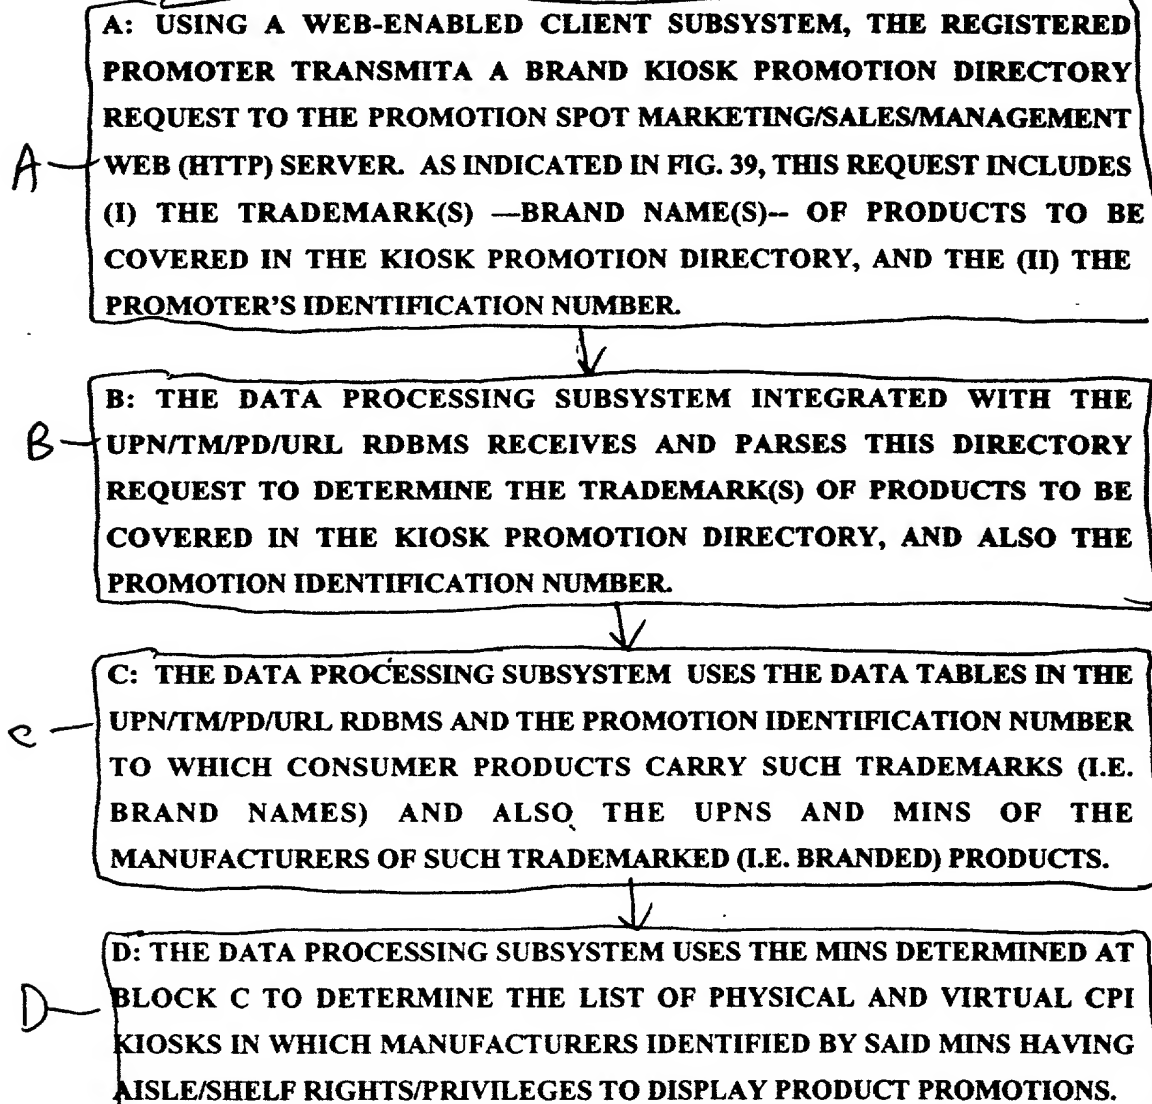 A: USING A WEB-ENABLED CLIENT SUBSYSTEM, THE REGISTERED
PROMOTER TRANSMITA A BRAND KIOSK PROMOTION DIRECTORY
REQUEST TO THE PROMOTION SPOT MARKETING/SALES/MANAGEMENT
A WEB (HTTP) SERVER. AS INDICATED IN FIG. 39, THIS REQUEST INCLUDES
(I) THE TRADEMARK(S) —BRAND NAME(S)-- OF PRODUCTS TO BE
COVERED IN THE KIOSK PROMOTION DIRECTORY, AND THE (II) THE
PROMOTER'S IDENTIFICATION NUMBER.
B: THE DATA PROCESSING SUBSYSTEM INTEGRATED WITH THE
B UPN/TM/PD/URL RDBMS RECEIVES AND PARSES THIS DIRECTORY
REQUEST TO DETERMINE THE TRADEMARK(S) OF PRODUCTS TO BE
COVERED IN THE KIOSK PROMOTION DIRECTORY, AND ALSO THE
PROMOTION IDENTIFICATION NUMBER.
C: THE DATA PROCESSING SUBSYSTEM USES THE DATA TABLES IN THE
C UPN/TM/PD/URL RDBMS AND THE PROMOTION IDENTIFICATION NUMBER
TO WHICH CONSUMER PRODUCTS CARRY SUCH TRADEMARKS (I.E.
BRAND NAMES) AND ALSO THE UPNS AND MINS OF THE
MANUFACTURERS OF SUCH TRADEMARKED (I.E. BRANDED) PRODUCTS.
D: THE DATA PROCESSING SUBSYSTEM USES THE MINS DETERMINED AT
D BLOCK C TO DETERMINE THE LIST OF PHYSICAL AND VIRTUAL CPI
KIOSKS IN WHICH MANUFACTURERS IDENTIFIED BY SAID MINS HAVING
AISLE/SHELF RIGHTS/PRIVILEGES TO DISPLAY PRODUCT PROMOTIONS.